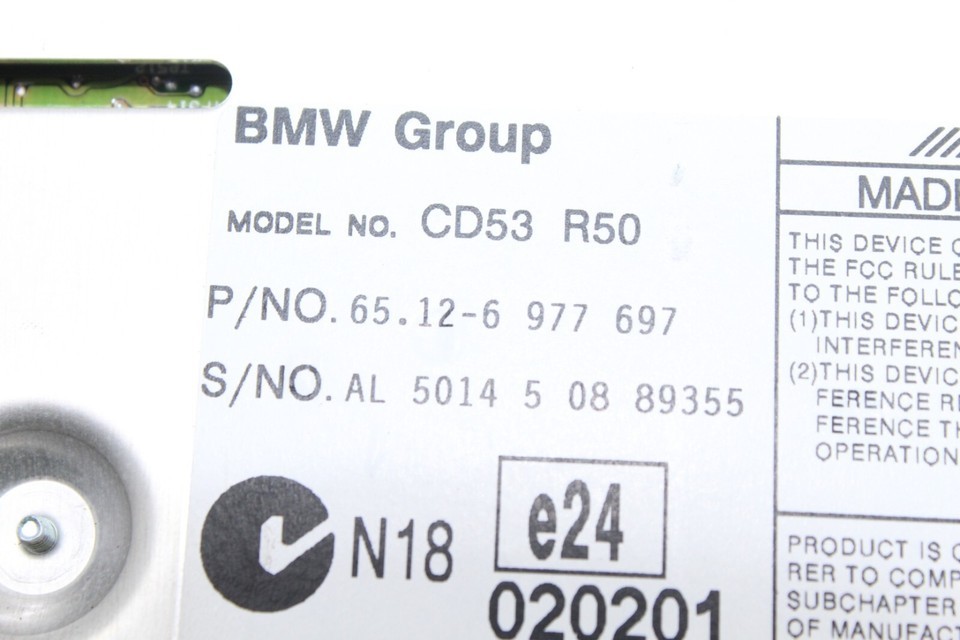 BMW Group
MODEL NO. CD53 R50
P/NO. 65.12-6 977 697
S/NO. AL 5014 5 08 89355
N18
e24
020201
MADE
THIS DEVICE
THE FCC RULE
TO THE FOLLO
(1)THIS DEVIC
INTERFEREN
(2)THIS DEVIC
FERENCE RE
FERENCE TH
OPERATION
PRODUCT IS
RER TO COMP
SUBCHAPTER
OF MANUFACT